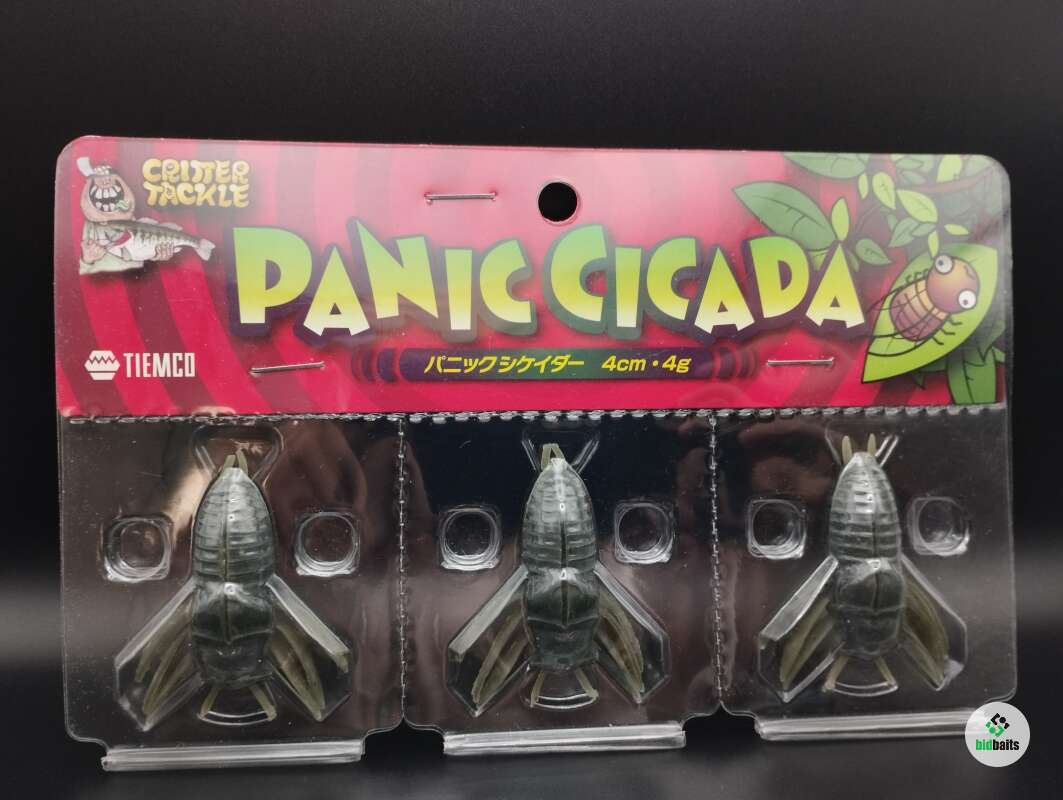 CRITTER
TACKLE
PANIC CICADA
TIEMCO
パニックシケイダー 4cm・4g
bidbaits